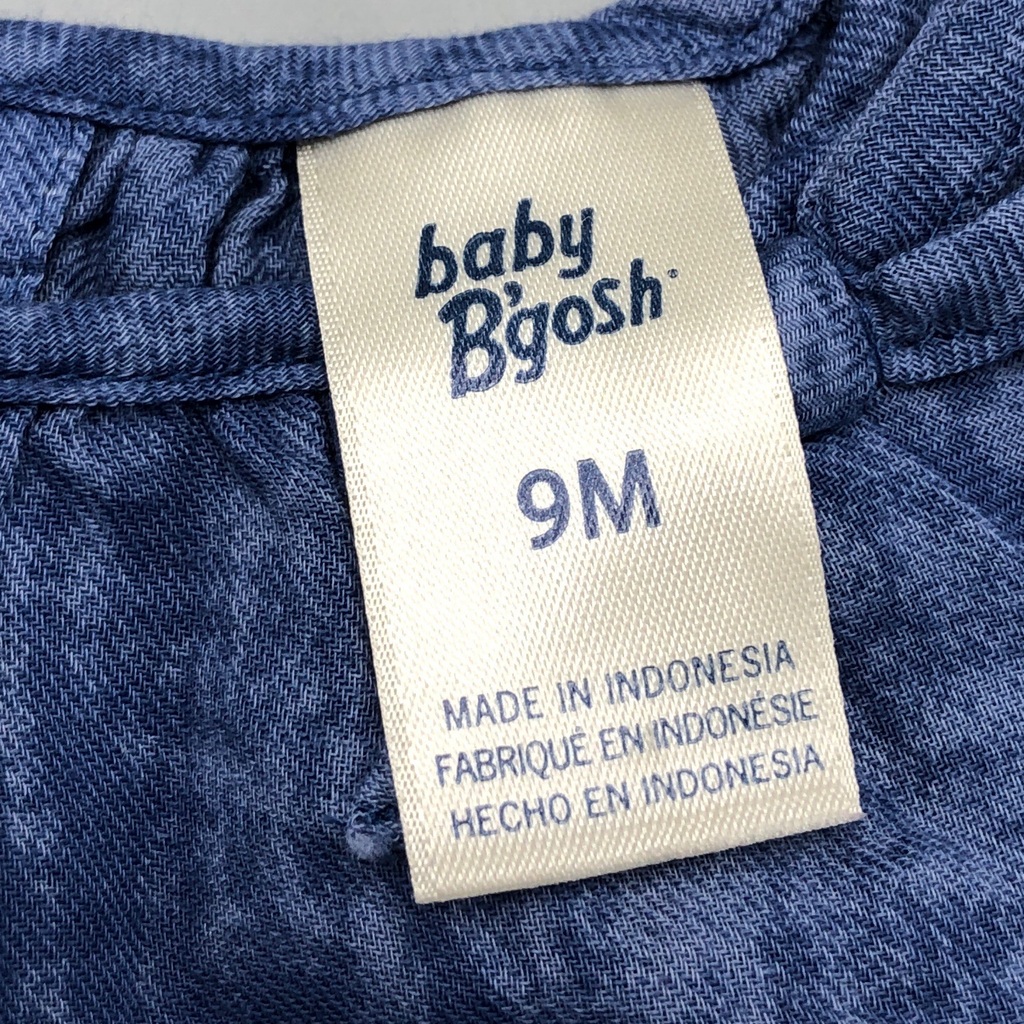 baby
B'gosh
9M
MADE IN INDONESIA
FABRIQUÉ EN INDONÉSIE
HECHO EN INDONESIA